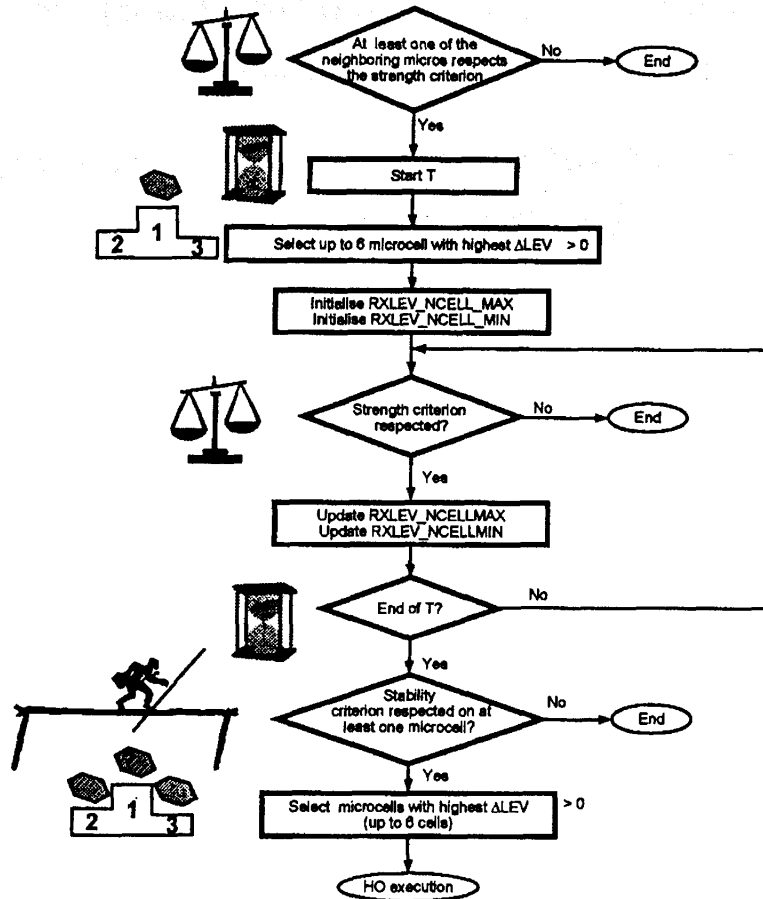 At least one of the
neighboring micros respects
the strength criterion
No
End
Yes
Start T
1
2
3
Select up to 6 microcell with highest ΔLEV > 0
Initialise RXLEV_NCELL_MAX
Initialise RXLEV_NCELL_MIN
Strength criterion
respected?
No
End
Yes
Update RXLEV_NCELLMAX
Update RXLEV_NCELLMIN
End of T?
No
Yes
Stability
criterion respected on at
least one microcell?
No
End
Yes
1
2
3
Select microcells with highest ΔLEV > 0
(up to 6 cells)
HO execution